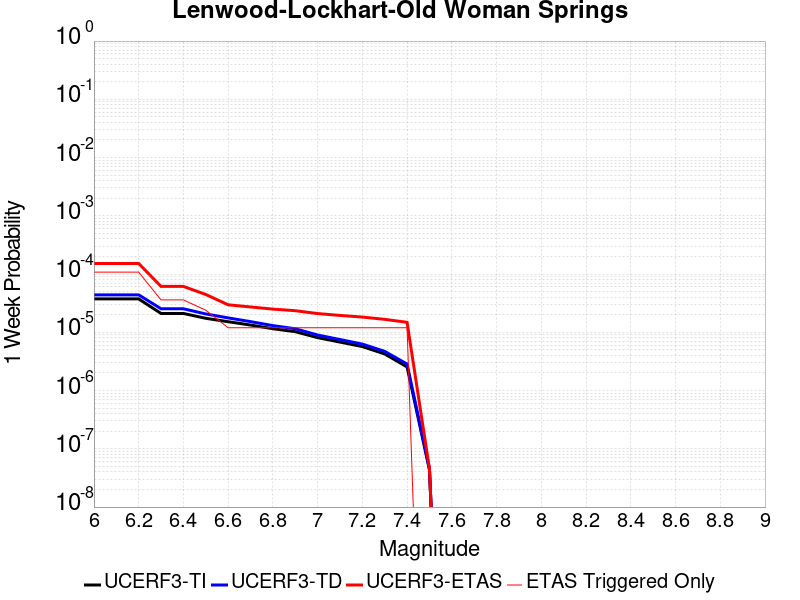 Lenwood-Lockhart-Old Woman Springs
10^0
10^-1
10^-2
10^-3
10^-4
10^-5
10^-6
10^-7
10^-8
1 Week Probability
6 6.2 6.4 6.6 6.8 7 7.2 7.4 7.6 7.8 8 8.2 8.4 8.6 8.8 9
Magnitude
UCERF3-TI UCERF3-TD UCERF3-ETAS ETAS Triggered Only